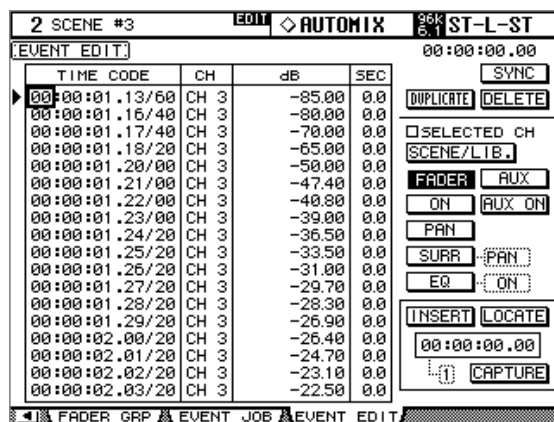 2 SCENE #3 EDIT ◇AUTOMIX 96k 6.1 ST-L-ST
EVENT EDIT: 00:00:00.00
TIME CODE CH dB SEC SYNC
00:00:01.13/60 CH 3 -85.00 0.0 DUPLICATE DELETE
00:00:01.16/40 CH 3 -80.00 0.0
00:00:01.17/40 CH 3 -70.00 0.0 SELECTED CH
00:00:01.18/20 CH 3 -65.00 0.0 SCENE/LIB.
00:00:01.20/00 CH 3 -50.00 0.0
00:00:01.21/00 CH 3 -47.40 0.0 FADER AUX
00:00:01.22/00 CH 3 -40.80 0.0 ON AUX ON
00:00:01.23/00 CH 3 -39.00 0.0
00:00:01.24/20 CH 3 -36.50 0.0 PAN
00:00:01.25/20 CH 3 -33.50 0.0 SURR PAN
00:00:01.26/20 CH 3 -31.00 0.0
00:00:01.27/20 CH 3 -29.70 0.0 EQ ON
00:00:01.28/20 CH 3 -28.30 0.0
00:00:01.29/20 CH 3 -26.90 0.0 INSERT LOCATE
00:00:02.00/20 CH 3 -26.40 0.0
00:00:02.01/20 CH 3 -24.70 0.0 00:00:00.00
00:00:02.02/20 CH 3 -23.10 0.0 1 CAPTURE
00:00:02.03/20 CH 3 -22.50 0.0
FADER GRP EVENT JOB EVENT EDIT